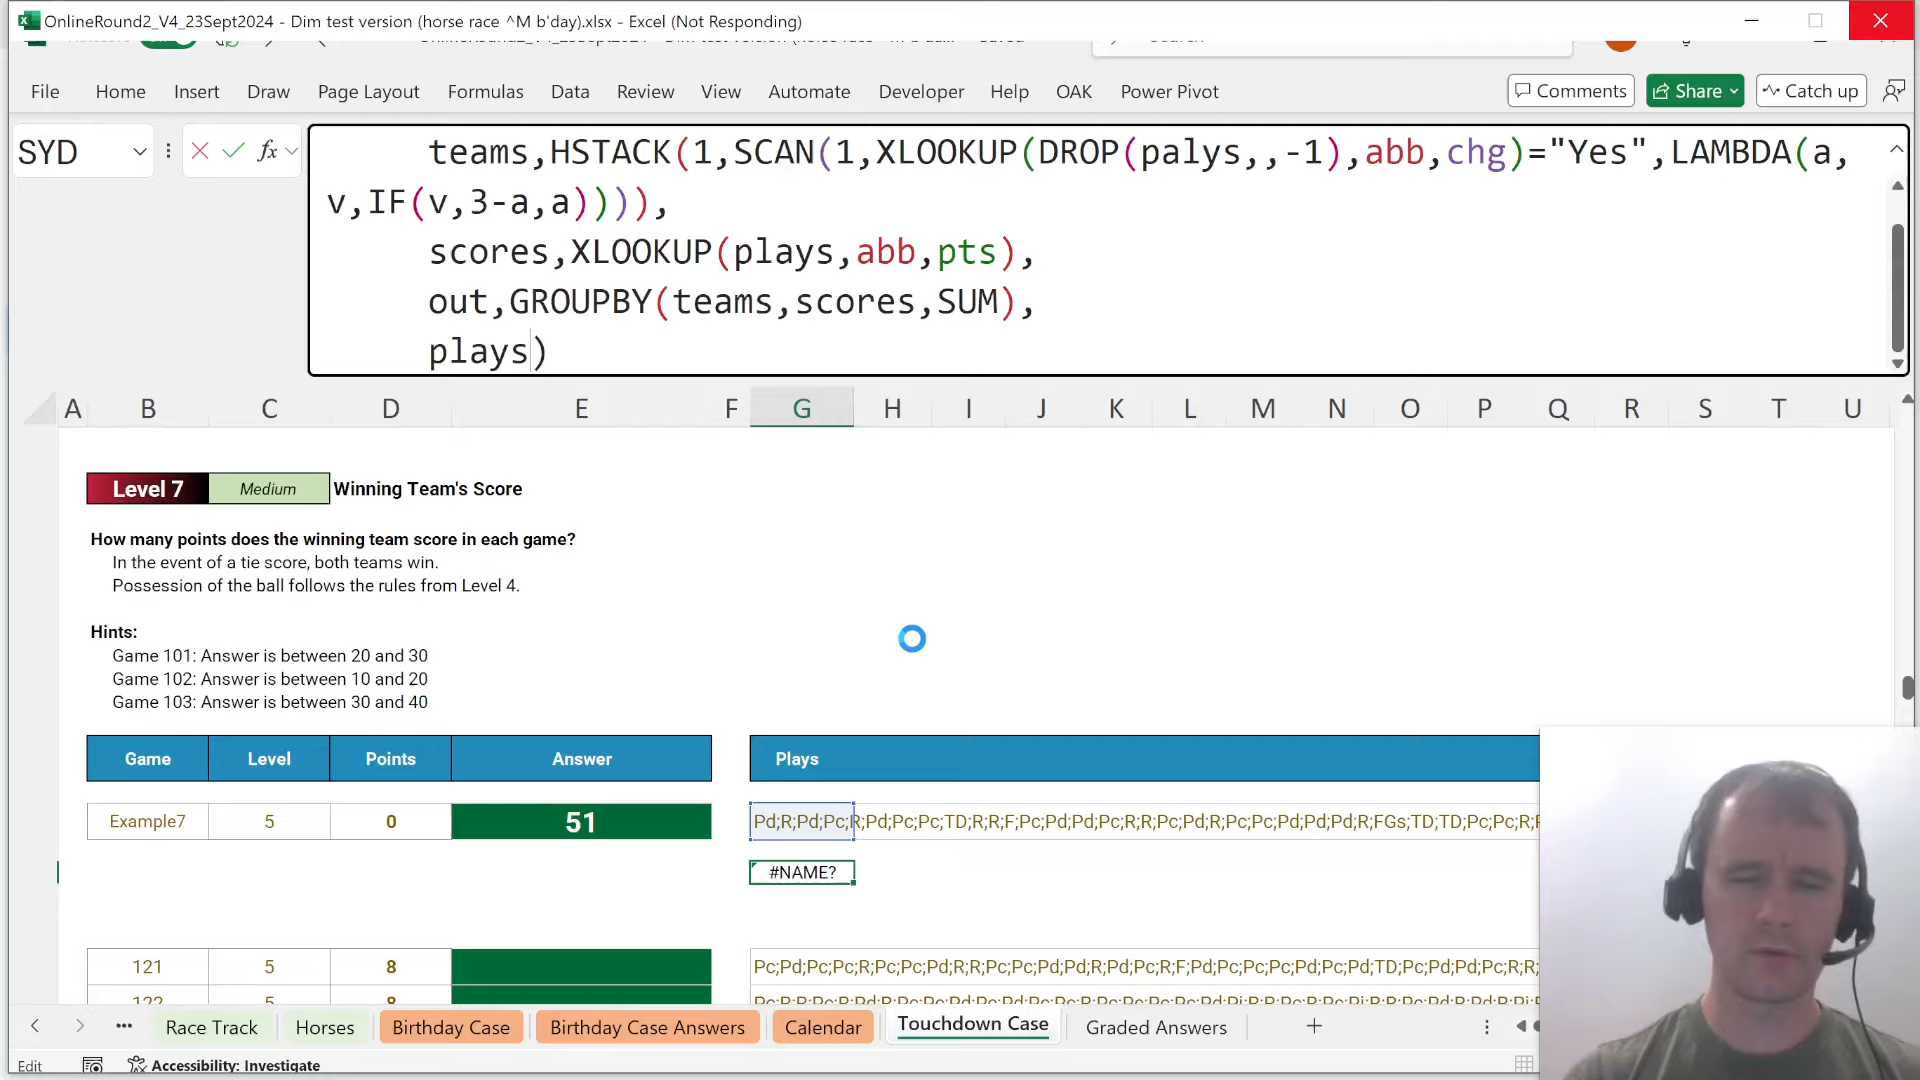 OnlineRound2_V4_23Sept2024 - Dim test version (horse race ^M b'day).xlsx - Excel (Not Responding)
File Home Insert Draw Page Layout Formulas Data Review View Automate Developer Help OAK Power Pivot Comments Share Catch up
SYD fx
teams,HSTACK(1,SCAN(1,XLOOKUP(DROP(palys,,-1),abb,chg)="Yes",LAMBDA(a,
v,IF(v,3-a,a)))),
scores,XLOOKUP(plays,abb,pts),
out,GROUPBY(teams,scores,SUM),
plays)
A B C D E F G H I J K L M N O P Q R S T U
Level 7 Medium Winning Team's Score
How many points does the winning team score in each game?
In the event of a tie score, both teams win.
Possession of the ball follows the rules from Level 4.
Hints:
Game 101: Answer is between 20 and 30
Game 102: Answer is between 10 and 20
Game 103: Answer is between 30 and 40
Game Level Points Answer Plays
Example7 5 0 51 Pd;R;Pd;Pc;R;Pd;Pc;Pc;TD;R;R;F;Pc;Pd;Pd;Pc;R;R;Pc;Pd;R;Pc;Pc;Pd;Pd;Pd;R;FGs;TD;TD;Pc;Pc;R;
#NAME?
121 5 8 Pc;Pd;Pc;Pc;R;Pc;Pc;Pd;R;R;Pc;Pc;Pd;Pd;R;Pd;Pc;R;F;Pc;Pc;Pc;Pd;Pc;Pd;TD;Pc;Pd;Pd;Pc;R;R;
122 5 8
Race Track Horses Birthday Case Birthday Case Answers Calendar Touchdown Case Graded Answers
Edit Accessibility: Investigate